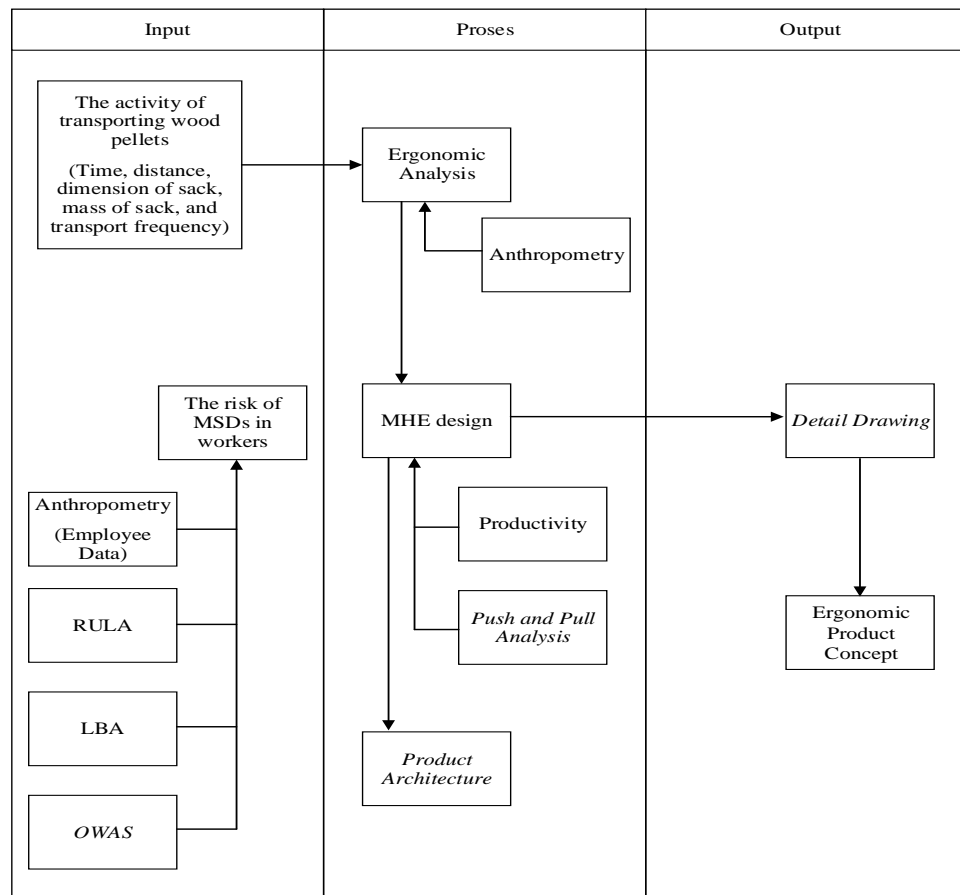 Input
Proses
Output
The activity of
transporting wood
pellets
(Time, distance,
dimension of sack,
mass of sack, and
transport frequency)
Ergonomic
Analysis
Anthropometry
The risk of
MSDs in
workers
MHE design
Detail Drawing
Anthropometry
(Employee
Data)
Productivity
RULA
Push and Pull
Analysis
Ergonomic
Product
Concept
LBA
Product
Architecture
OWAS